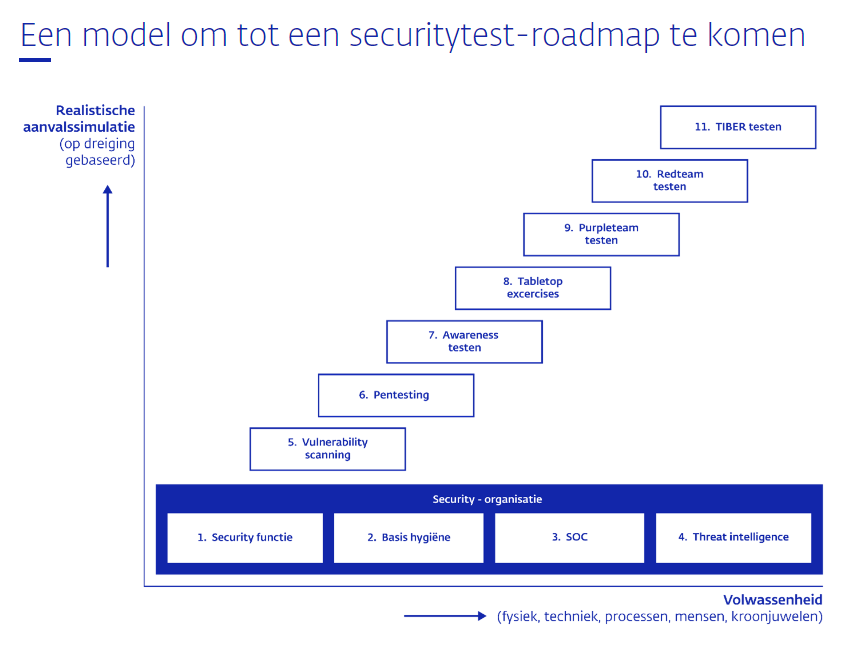 Een model om tot een securitytest-roadmap te komen
Realistische
aanvalssimulatie
(op dreiging
gebaseerd)
11. TIBER testen
10. Redteam
testen
9. Purpleteam
testen
8. Tabletop
excercises
7. Awareness
testen
6. Pentesting
5. Vulnerability
scanning
Security - organisatie
1. Security functie
2. Basis hygiëne
3. SOC
4. Threat intelligence
Volwassenheid
(fysiek, techniek, processen, mensen, kroonjuwelen)